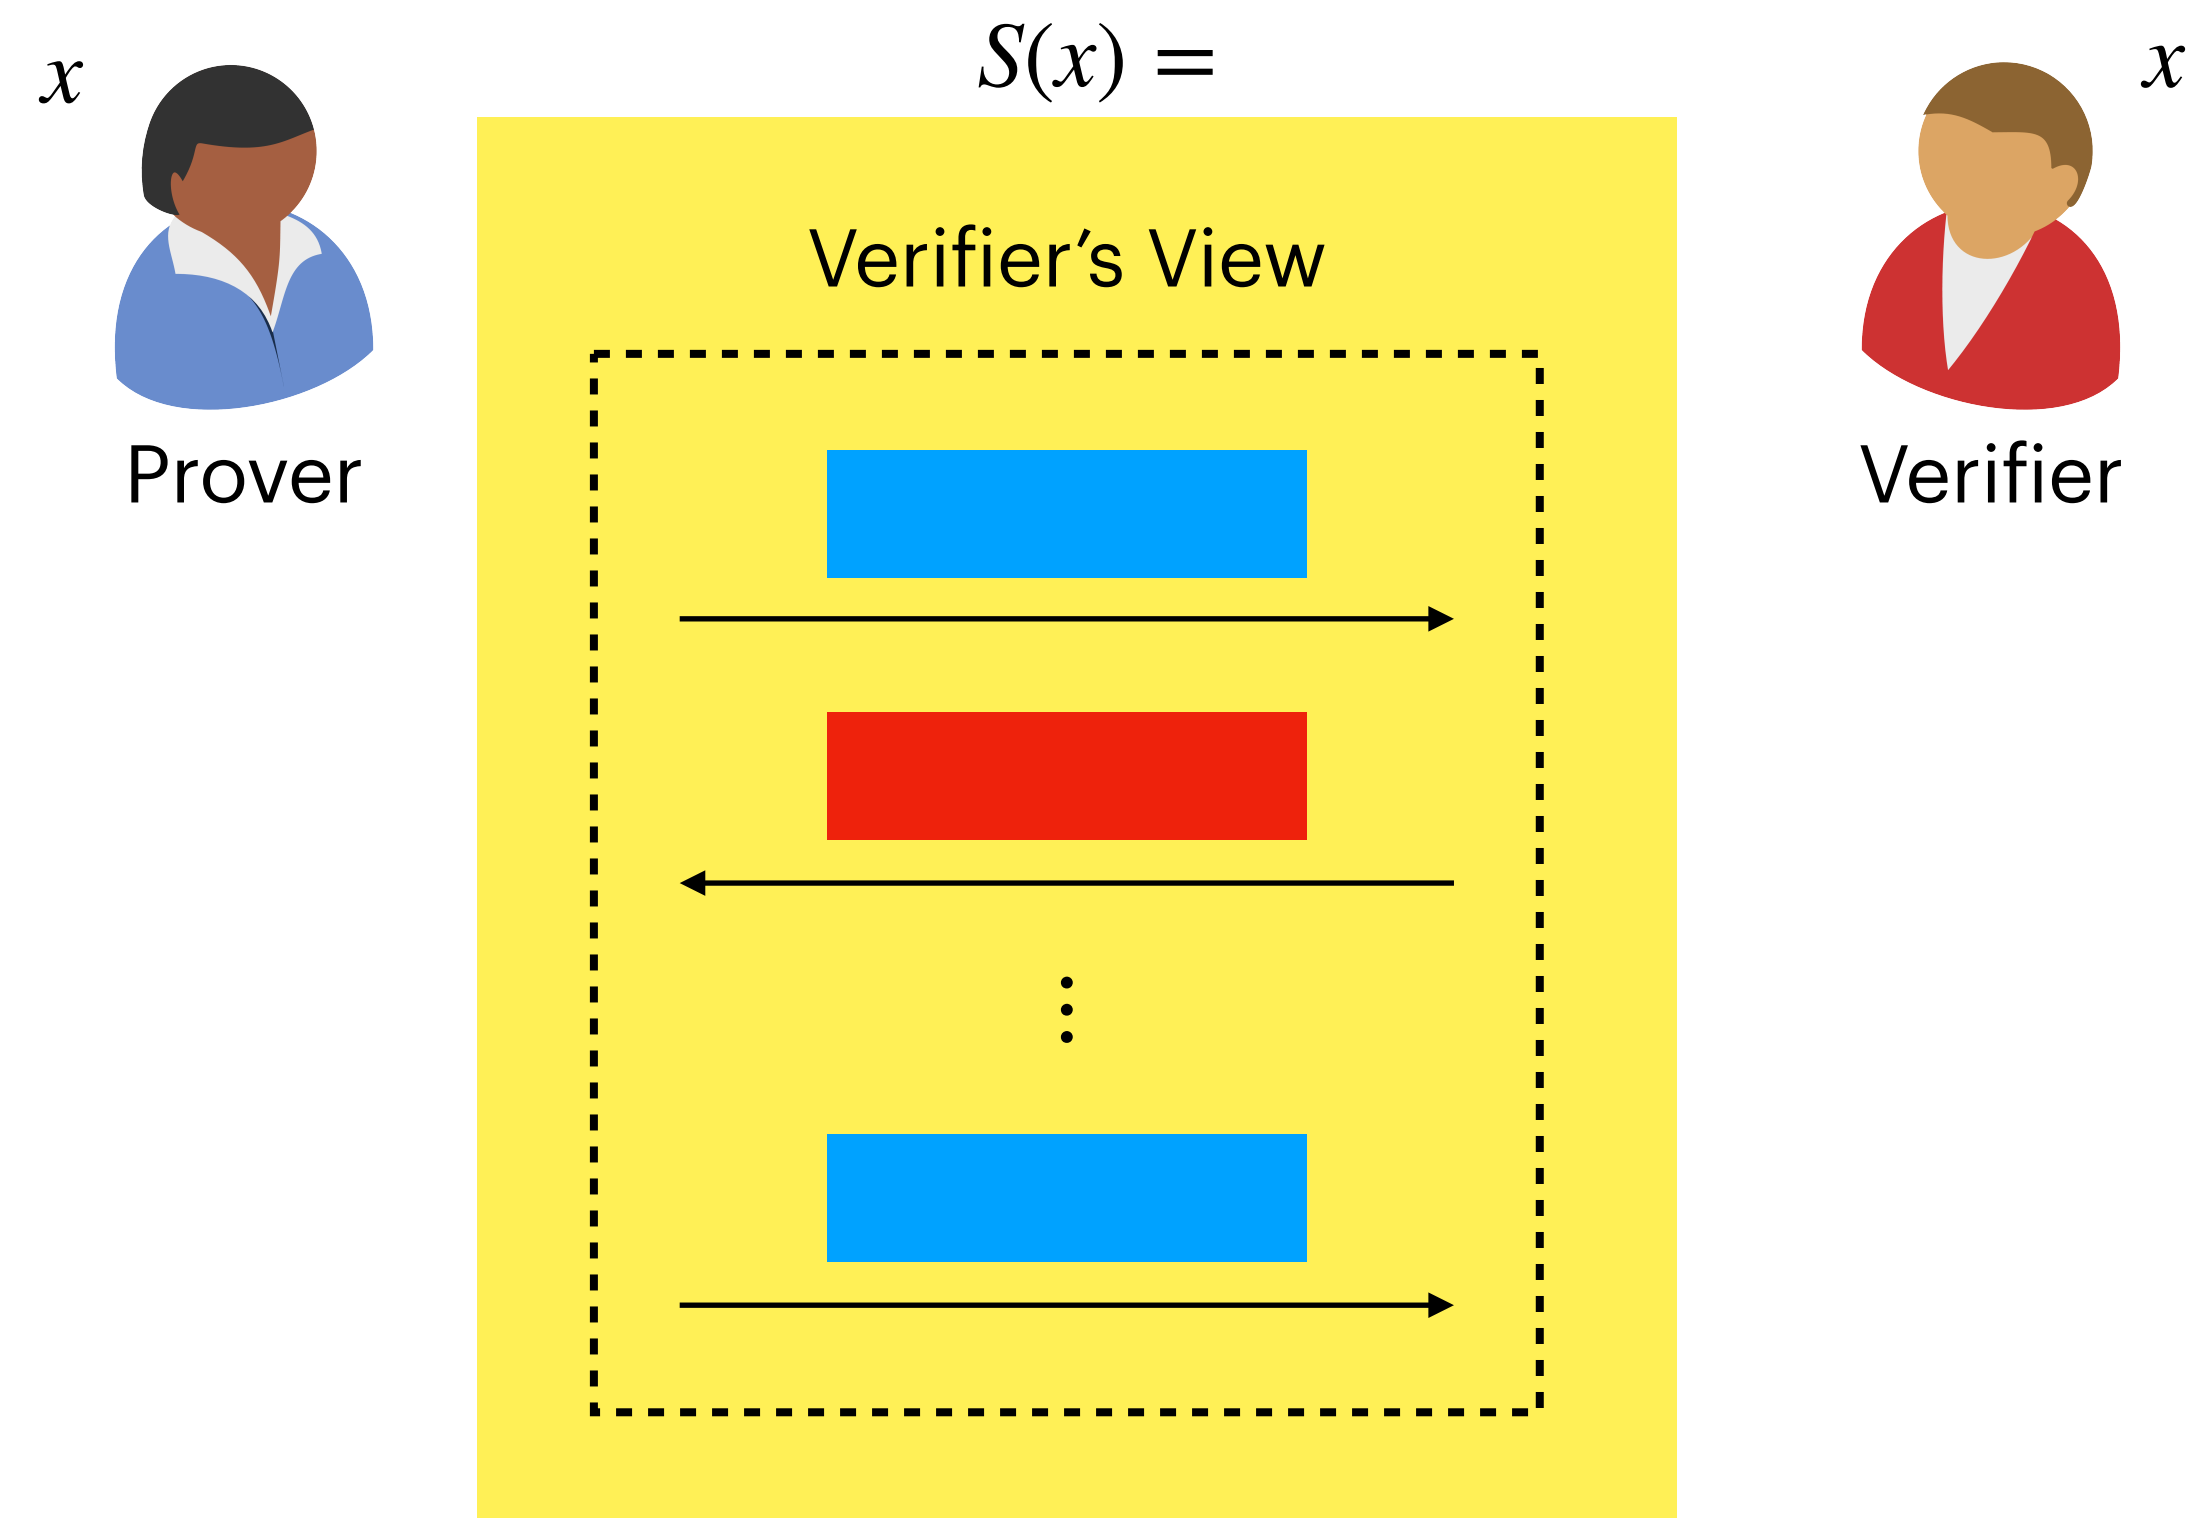 S(x) =
x
x
Verifier′s View
Prover
Verifier